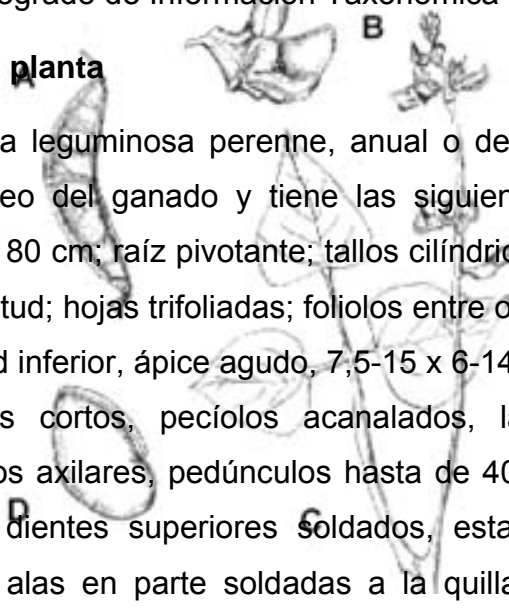 ograde de Información Taxonómica
B
A planta
a leguminosa perenne, anual o de
eo del ganado y tiene las siguien
80 cm; raíz pivotante; tallos cilíndric
tud; hojas trifoliadas; foliolos entre o
d inferior, ápice agudo, 7,5-15 x 6-14
s cortos, pecíolos acanalados, la
os axilares, pedúnculos hasta de 40
D
dientes superiores soldados, esta
C
alas en parte soldadas a la quilla